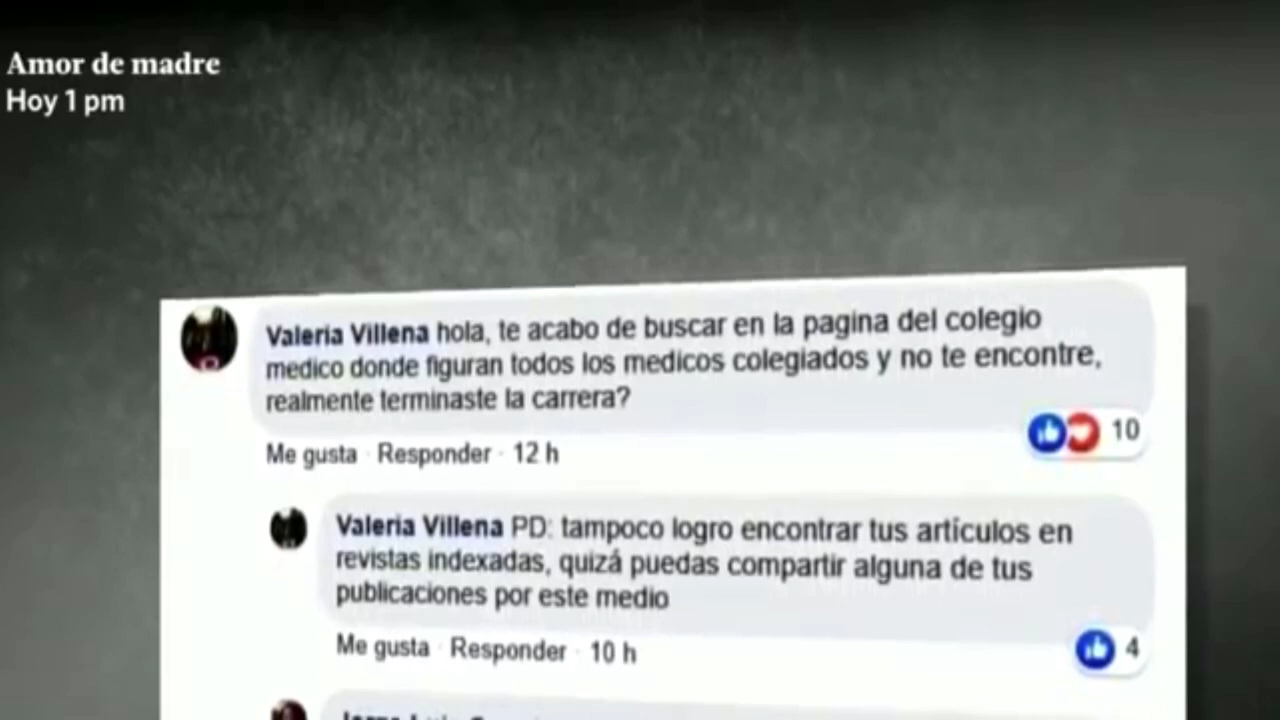 Amor de madre
Hoy 1 pm
Valeria Villena hola, te acabo de buscar en la pagina del colegio
medico donde figuran todos los medicos colegiados y no te encontre,
realmente terminaste la carrera?
10
Me gusta · Responder · 12 h
Valeria Villena PD: tampoco logro encontrar tus artículos en
revistas indexadas, quizá puedas compartir alguna de tus
publicaciones por este medio
Me gusta · Responder · 10 h
4